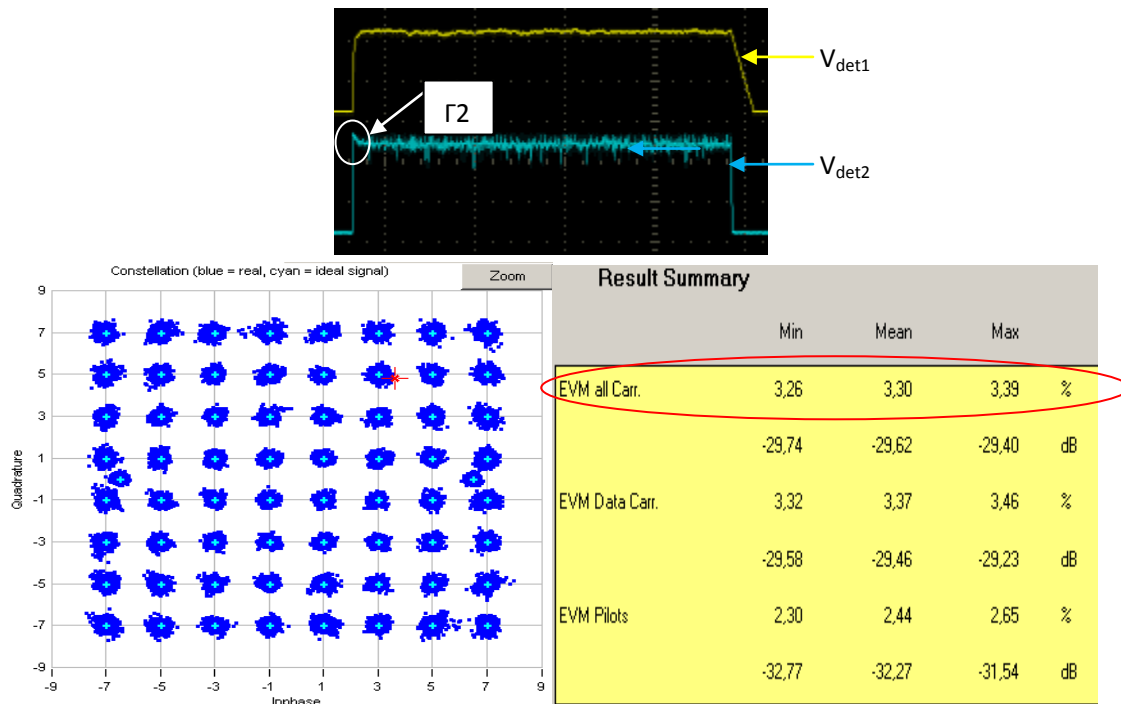 V_det1
Γ2
V_det2
Constellation (blue = real, cyan = ideal signal)
Zoom
9
7
5
3
1
-1
-3
-5
-7
-9
Quadrature
-9 -7 -5 -3 -1 1 3 5 7 9
Inphase
Result Summary
Min Mean Max
EVM all Carr. 3,26 3,30 3,39 %
-29,74 -29,62 -29,40 dB
EVM Data Carr. 3,32 3,37 3,46 %
-29,58 -29,46 -29,23 dB
EVM Pilots 2,30 2,44 2,65 %
-32,77 -32,27 -31,54 dB